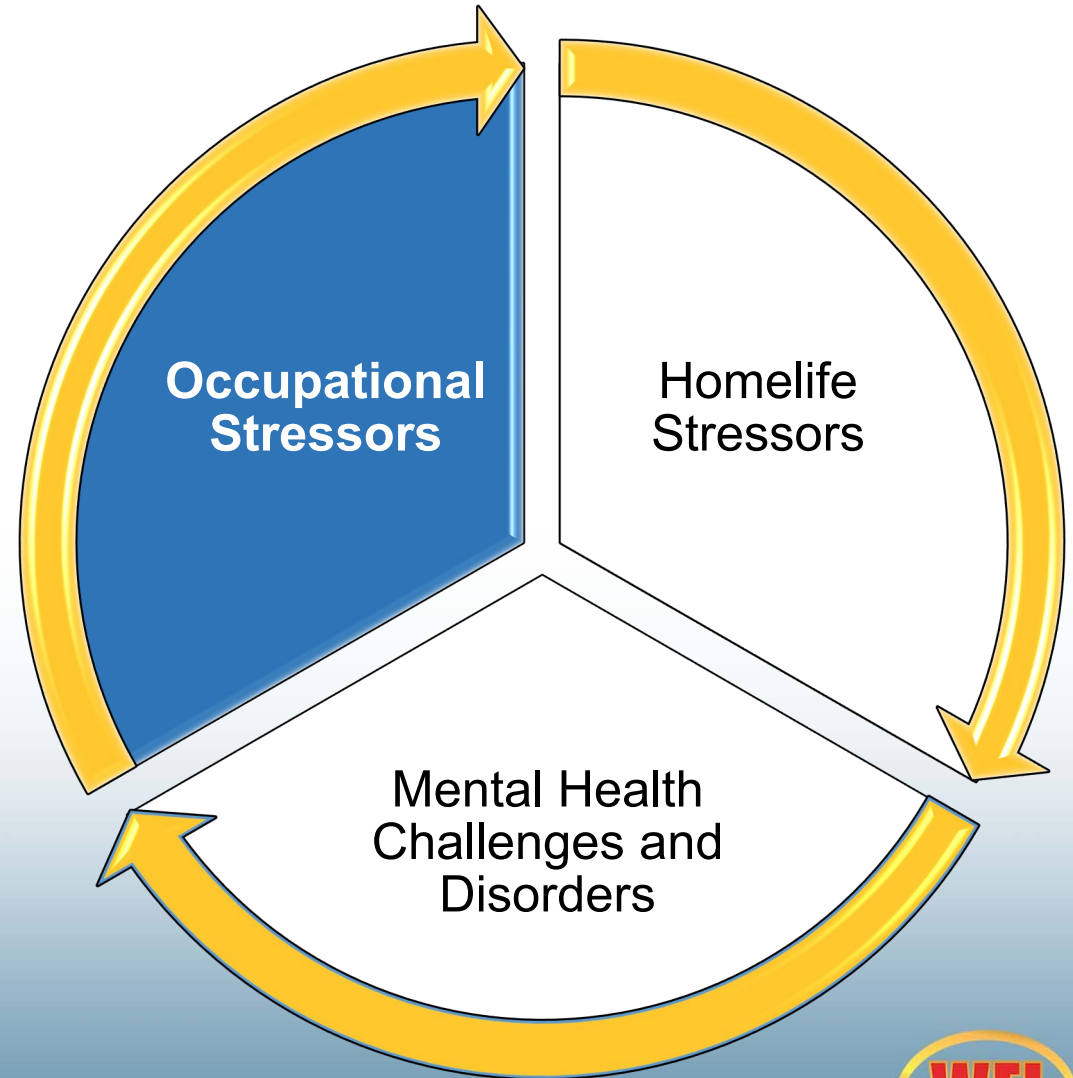 Occupational
Stressors
Homelife
Stressors
Mental Health
Challenges and
Disorders